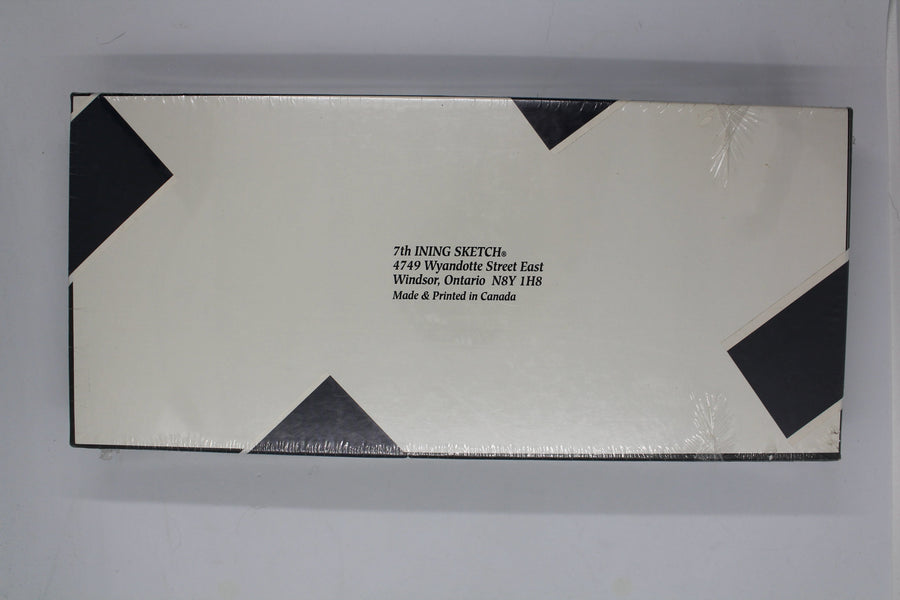 7th INING SKETCH®
4749 Wyandotte Street East
Windsor, Ontario N8Y 1H8
Made & Printed in Canada